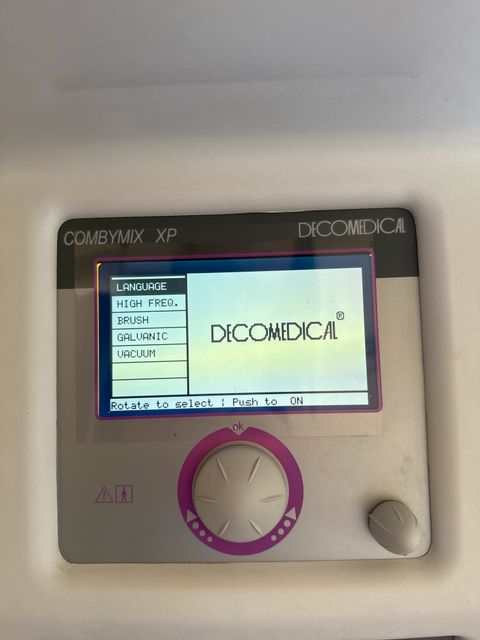 COMBYMIX XP
DECOMEDICAL
LANGUAGE
HIGH FREQ.
BRUSH
GALVANIC
VACUUM
DECOMEDICAL®
Rotate to select ¦ Push to ON
ok